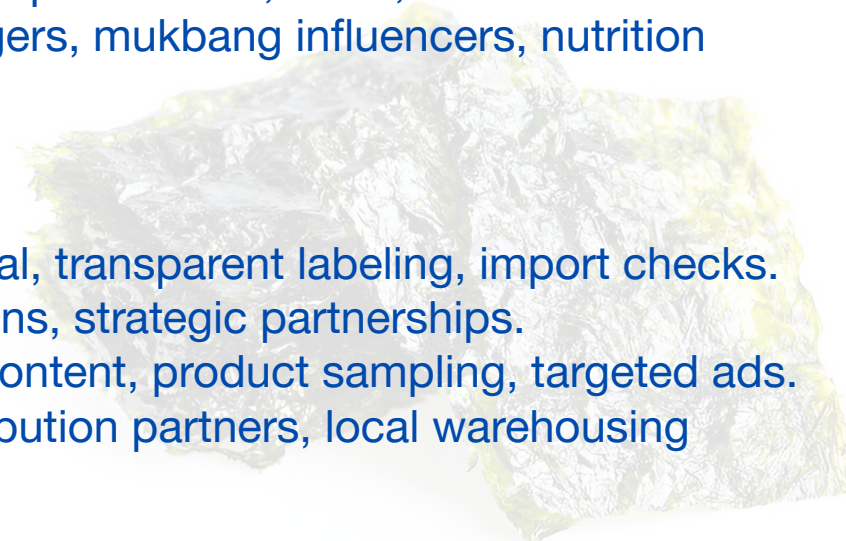 gers, mukbang influencers, nutrition
al, transparent labeling, import checks.
ns, strategic partnerships.
ontent, product sampling, targeted ads.
bution partners, local warehousing